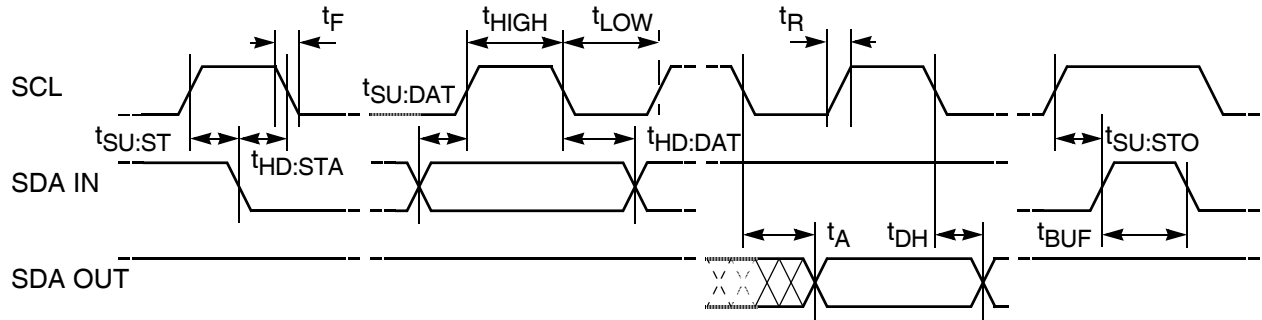 tF tHIGH tLOW tR
SCL tSU:DAT
tSU:ST tHD:STA tHD:DAT tSU:STO
SDA IN
tA tDH tBUF
SDA OUT